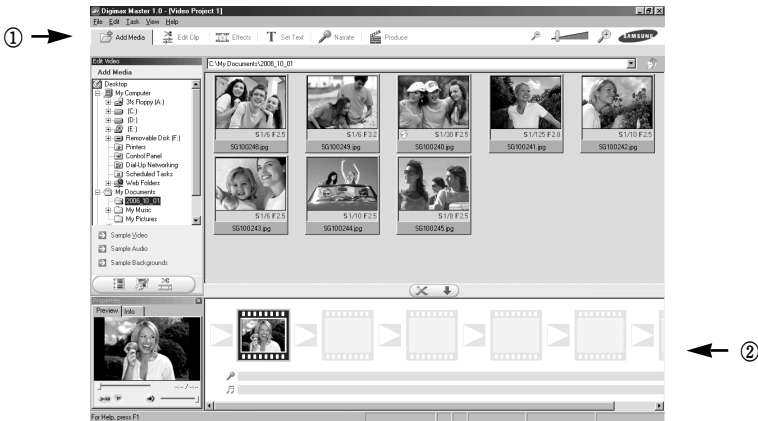 Digimax Master 1.0 - [Video Project 1]
File Edit Task View Help
① Add Media Edit Clip Effects Set Text Narrate Produce SAMSUNG
Edit Video
Add Media
C:\My Documents\2006_10_01
Desktop
My Computer
3½ Floppy (A:)
(C:)
(D:)
(E:)
Removable Disk (F:)
Printers
Control Panel
Dial-Up Networking
Scheduled Tasks
Web Folders
My Documents
2006_10_01
My Music
My Pictures
S1/6 F2.5
SG100248.jpg
S1/6 F3.2
SG100249.jpg
S1/30 F2.5
SG100240.jpg
S1/125 F2.8
SG100241.jpg
S1/10 F2.5
SG100242.jpg
S1/6 F2.5
SG100243.jpg
S1/10 F2.5
SG100244.jpg
S1/8 F2.5
SG100245.jpg
Sample Video
Sample Audio
Sample Backgrounds
Properties
Preview Info
-:-- / -:--
②
For Help, press F1